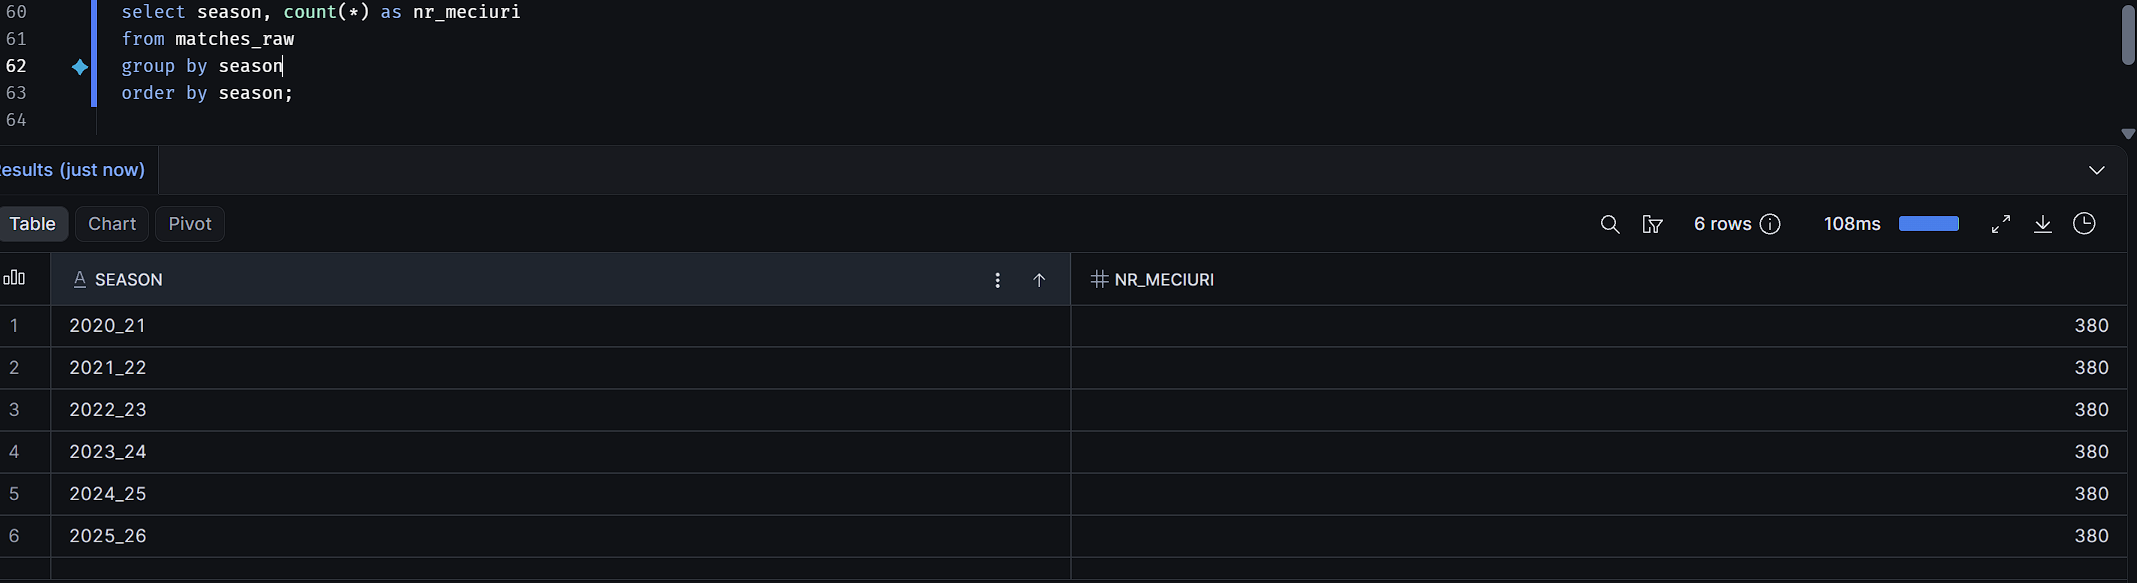 60 select season, count(*) as nr_meciuri
61 from matches_raw
62 group by season
63 order by season;
64
esults (just now)
Table Chart Pivot 6 rows 108ms
A SEASON # NR_MECIURI
1 2020_21 380
2 2021_22 380
3 2022_23 380
4 2023_24 380
5 2024_25 380
6 2025_26 380